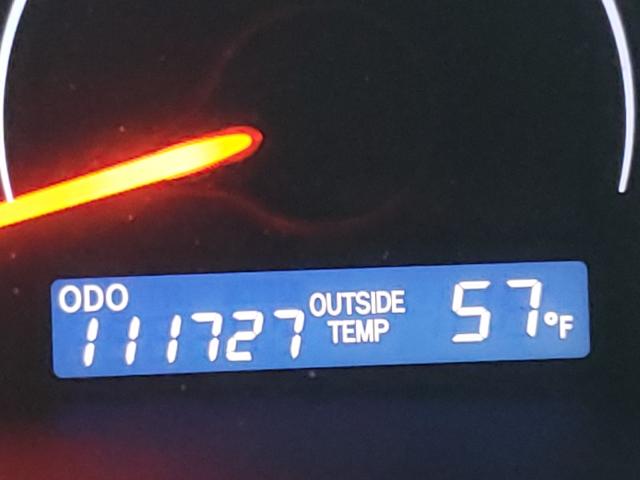 ODO
111727
OUTSIDE
TEMP
57°F